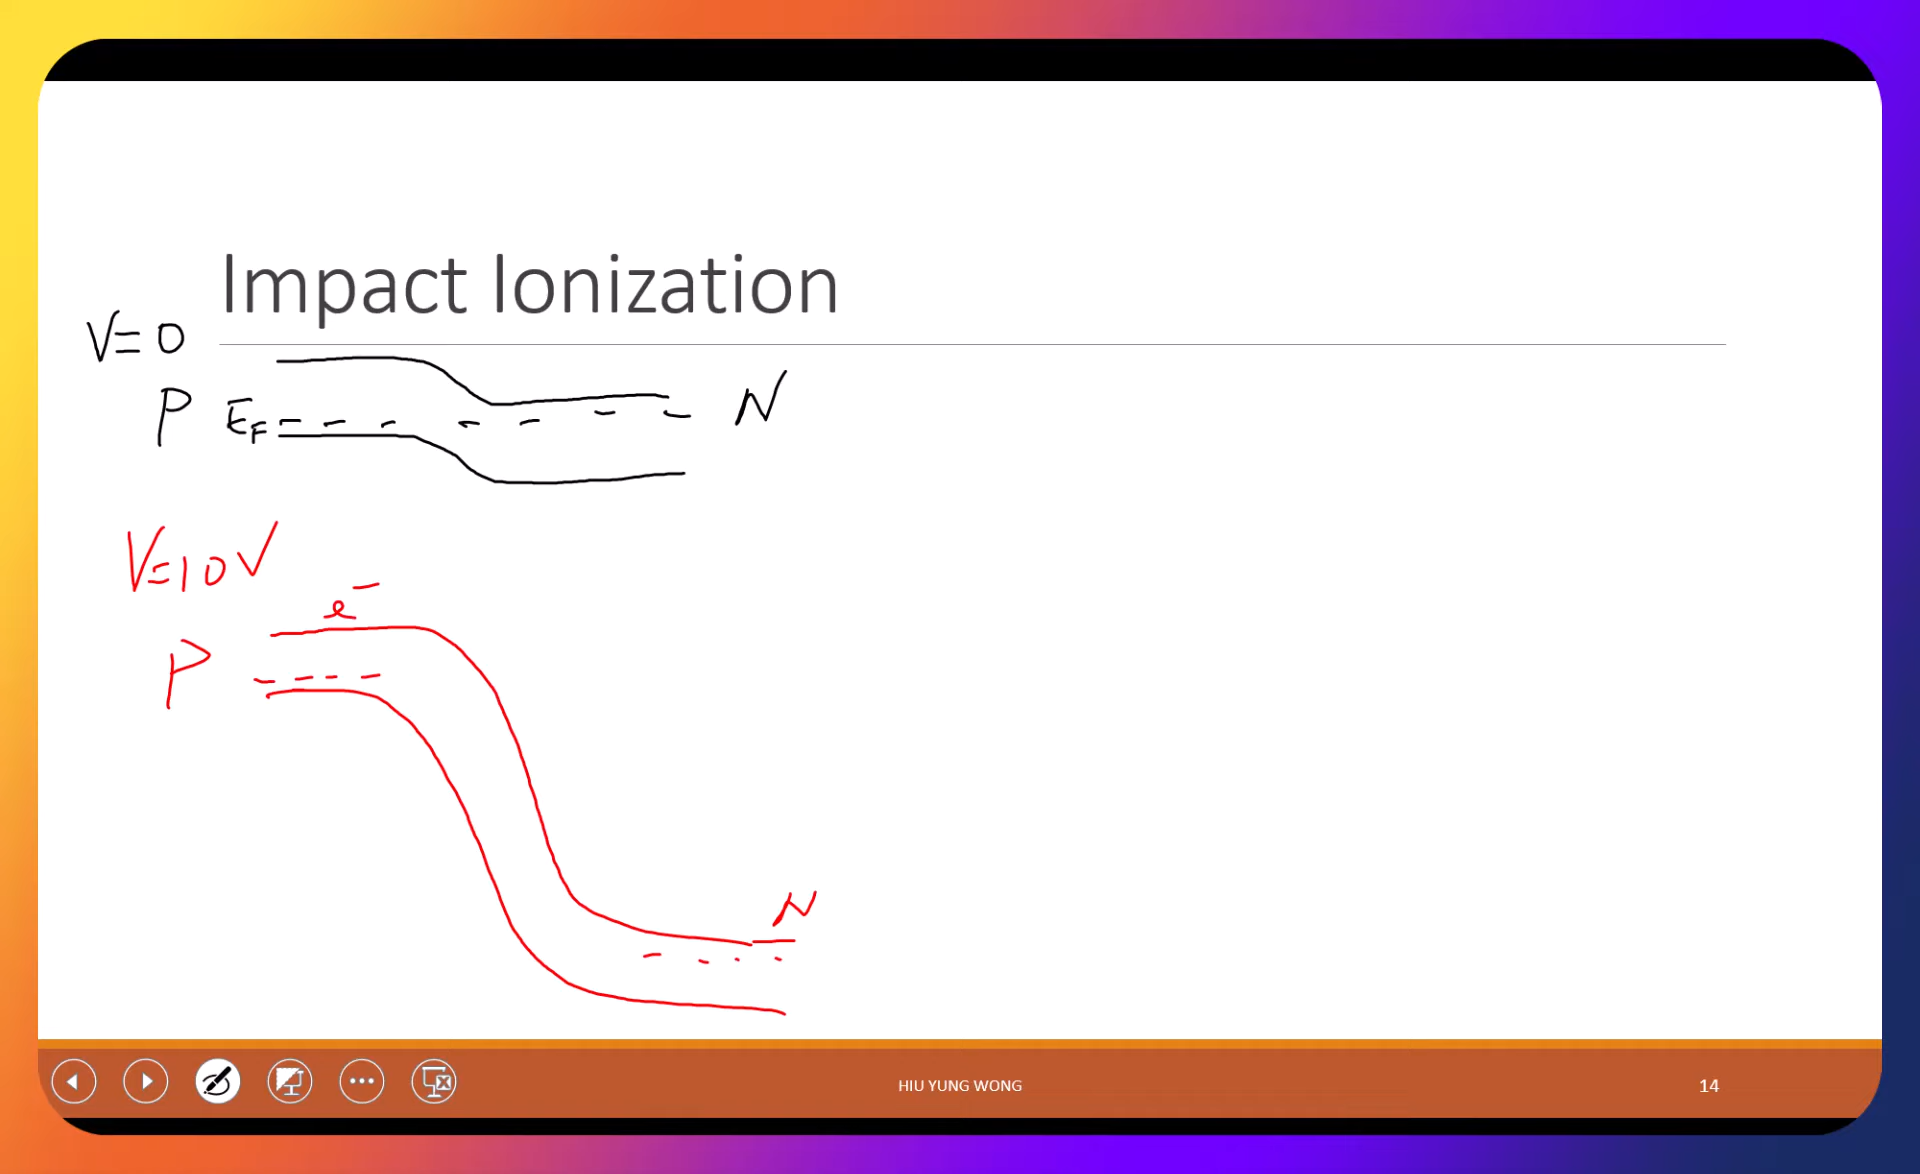 Impact Ionization
V=0
P E_F N
V=10V
e⁻
P
N
HIU YUNG WONG
14